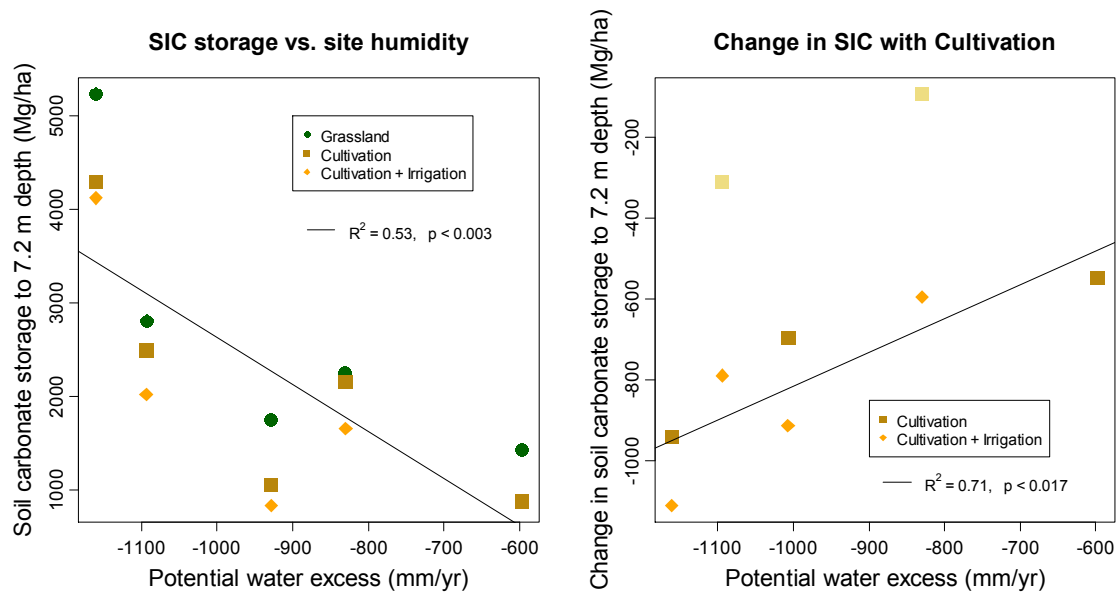 SIC storage vs. site humidity
Soil carbonate storage to 7.2 m depth (Mg/ha)
5000
4000
3000
2000
1000
Grassland
Cultivation
Cultivation + Irrigation
R² = 0.53, p < 0.003
-1100 -1000 -900 -800 -700 -600
Potential water excess (mm/yr)
Change in SIC with Cultivation
Change in soil carbonate storage to 7.2 m depth (Mg/ha)
-200
-400
-600
-800
-1000
Cultivation
Cultivation + Irrigation
R² = 0.71, p < 0.017
-1100 -1000 -900 -800 -700 -600
Potential water excess (mm/yr)